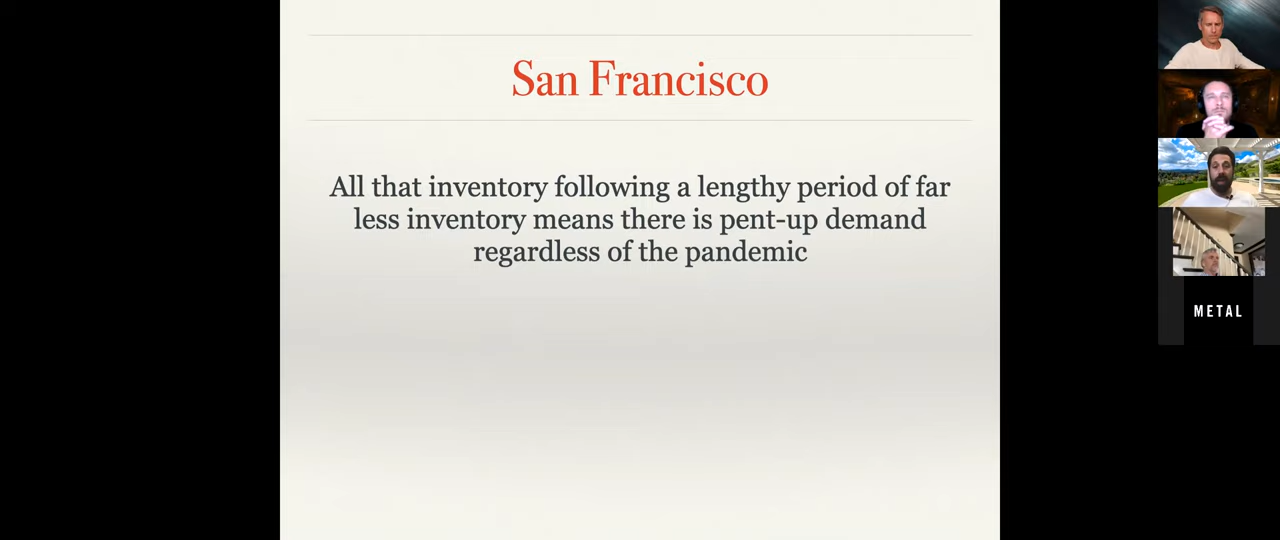 San Francisco
All that inventory following a lengthy period of far
less inventory means there is pent-up demand
regardless of the pandemic
METAL